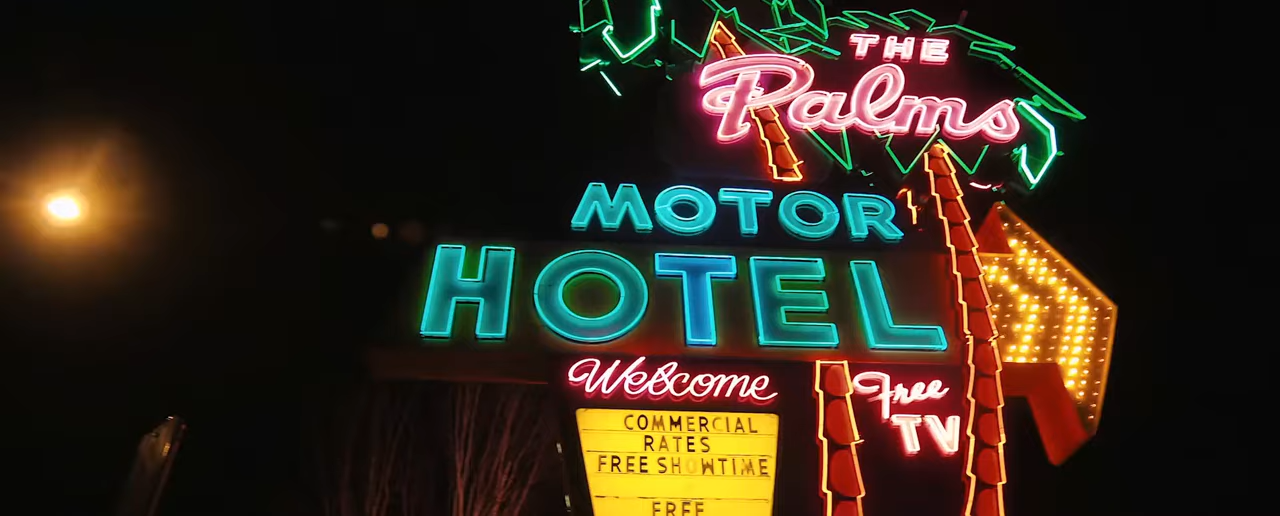 THE
Palms
MOTOR
HOTEL
Welcome
Free
TV
COMMERCIAL
RATES
FREE SHOWTIME
FREE